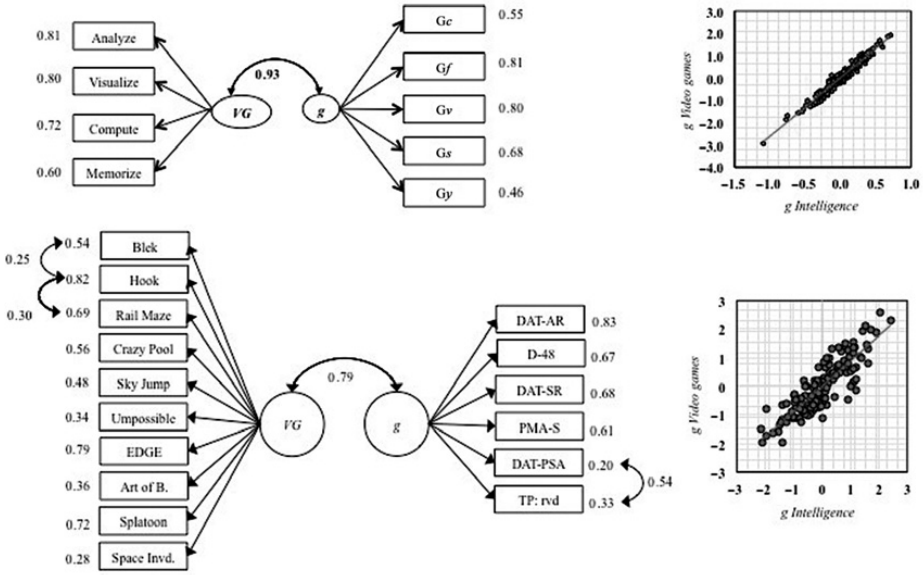 0.81 Analyze
0.80 Visualize
0.72 Compute
0.60 Memorize
VG
0.93
g
Gc 0.55
Gf 0.81
Gv 0.80
Gs 0.68
Gy 0.46
g Video games
3.0
2.0
1.0
0.0
−1.0
−2.0
−3.0
−4.0
−1.5 −1.0 −0.5 0.0 0.5 1.0
g Intelligence
0.25
0.30
0.54 Blek
0.82 Hook
0.69 Rail Maze
0.56 Crazy Pool
0.48 Sky Jump
0.34 Umpossible
0.79 EDGE
0.36 Art of B.
0.72 Splatoon
0.28 Space Invd.
VG
0.79
g
DAT-AR 0.83
D-48 0.67
DAT-SR 0.68
PMA-S 0.61
DAT-PSA 0.20
TP: rvd 0.33
0.54
g Video games
3
2
1
0
−1
−2
−3
−3 −2 −1 0 1 2 3
g Intelligence